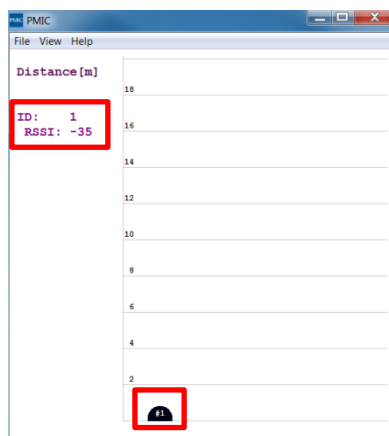 PMIC PMIC
File View Help
Distance[m]
18
ID: 1
RSSI: -35
16
14
12
10
8
6
4
2
#1